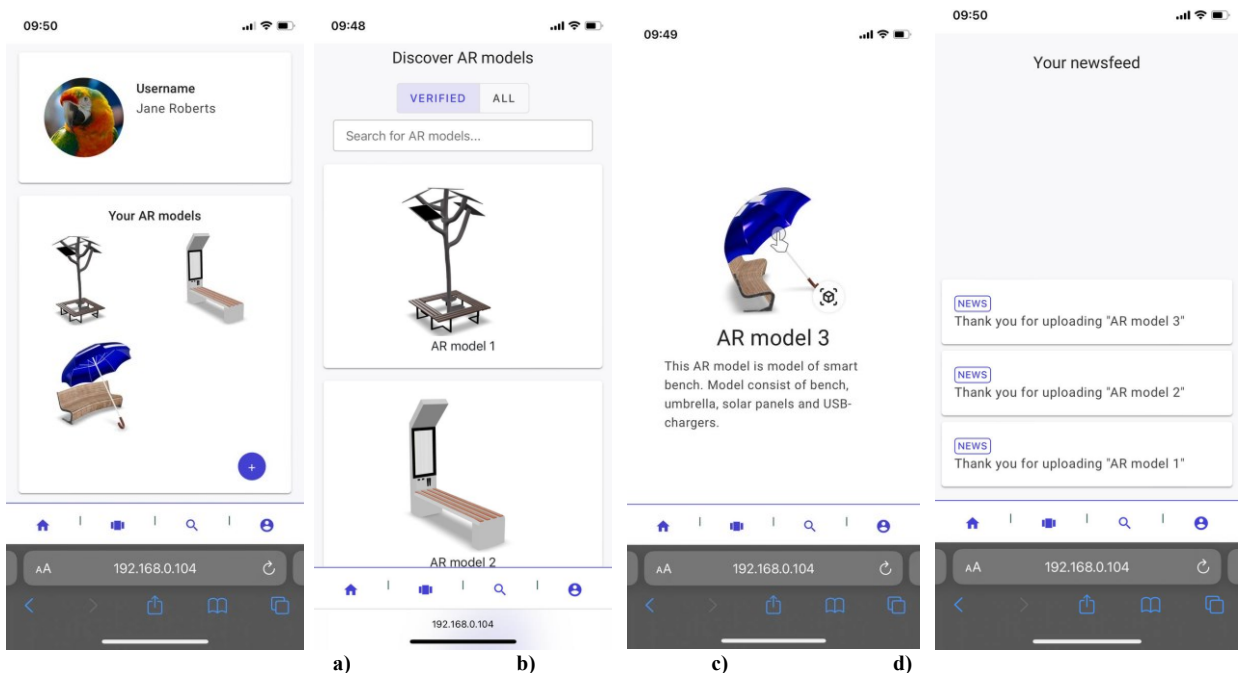 09:50
Username
Jane Roberts
Your AR models
+
AA
192.168.0.104
09:48
Discover AR models
VERIFIED ALL
Search for AR models...
AR model 1
AR model 2
192.168.0.104
09:49
AR model 3
This AR model is model of smart
bench. Model consist of bench,
umbrella, solar panels and USB-
chargers.
AA
192.168.0.104
09:50
Your newsfeed
NEWS
Thank you for uploading "AR model 3"
NEWS
Thank you for uploading "AR model 2"
NEWS
Thank you for uploading "AR model 1"
AA
192.168.0.104
a) b) c) d)